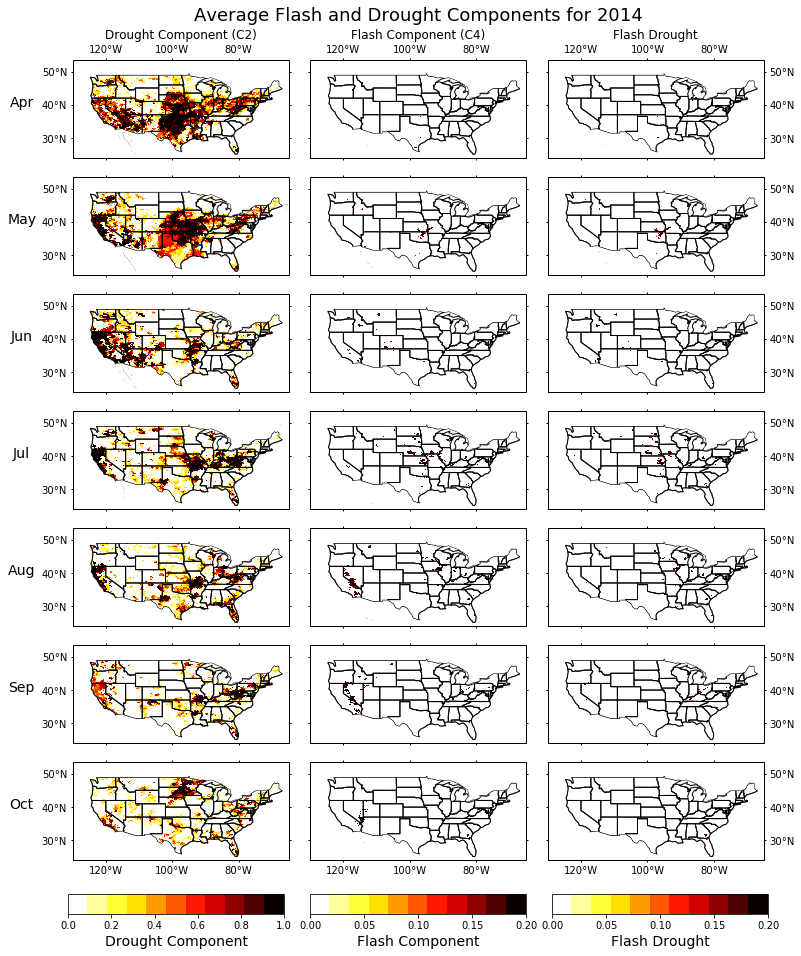 Average Flash and Drought Components for 2014
Drought Component (C2) Flash Component (C4) Flash Drought
120°W 100°W 80°W 120°W 100°W 80°W 120°W 100°W 80°W
50°N 50°N
Apr 40°N 40°N
30°N 30°N
50°N 50°N
May 40°N 40°N
30°N 30°N
50°N 50°N
Jun 40°N 40°N
30°N 30°N
50°N 50°N
Jul 40°N 40°N
30°N 30°N
50°N 50°N
Aug 40°N 40°N
30°N 30°N
50°N 50°N
Sep 40°N 40°N
30°N 30°N
50°N 50°N
Oct 40°N 40°N
30°N 30°N
120°W 100°W 80°W 120°W 100°W 80°W 120°W 100°W 80°W
0.0 0.2 0.4 0.6 0.8 1.0 0.00 0.05 0.10 0.15 0.20 0.00 0.05 0.10 0.15 0.20
Drought Component Flash Component Flash Drought